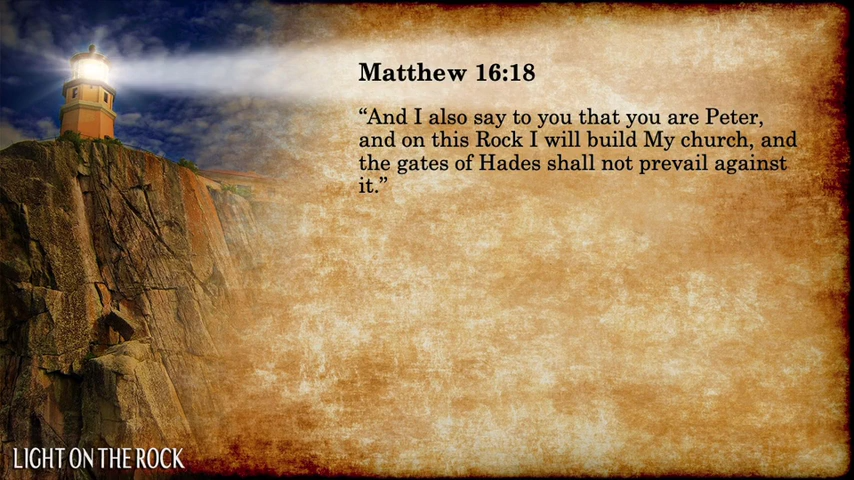 Matthew 16:18
“And I also say to you that you are Peter,
and on this Rock I will build My church, and
the gates of Hades shall not prevail against
it.”
LIGHT ON THE ROCK